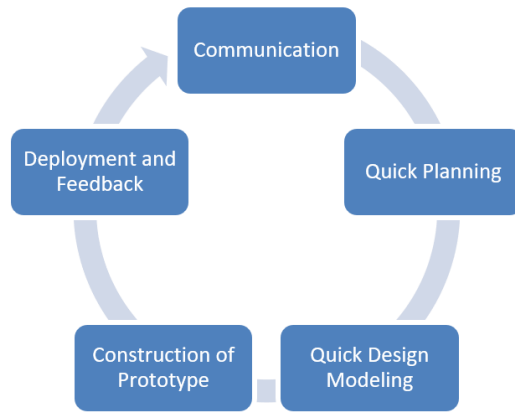 Communication
Quick Planning
Quick Design
Modeling
Construction of
Prototype
Deployment and
Feedback